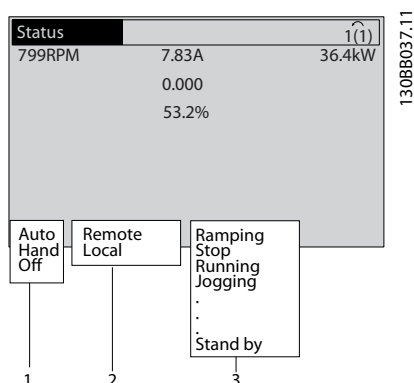 Status 1(1)
799RPM 7.83A 36.4kW
0.000
53.2%
Auto
Hand
Off
Remote
Local
Ramping
Stop
Running
Jogging
.
.
.
Stand by
1 2 3
130BB037.11